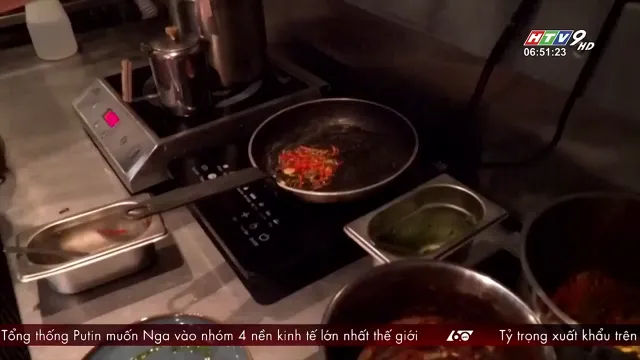 HTV9 HD
06:51:23
Tổng thống Putin muốn Nga vào nhóm 4 nền kinh tế lớn nhất thế giới
Tỷ trọng xuất khẩu trên